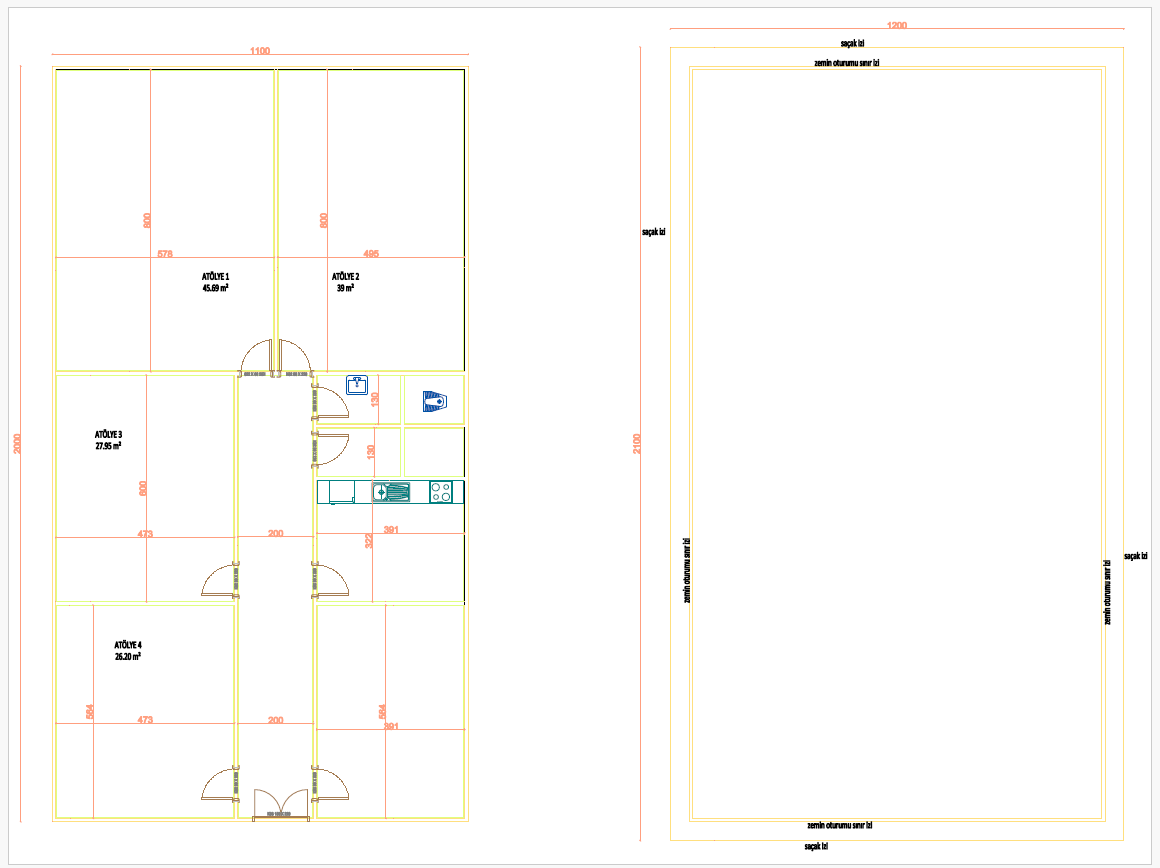 1100
2000
800
578
ATÖLYE 1
45.69 m²
800
495
ATÖLYE 2
39 m²
130
130
ATÖLYE 3
27.95 m²
600
473
200
391
322
ATÖLYE 4
26.20 m²
564
473
200
564
391
1200
saçak izi
zemin oturumu sınır izi
saçak izi
2100
zemin oturumu sınır izi
saçak izi
zemin oturumu sınır izi
zemin oturumu sınır izi
saçak izi